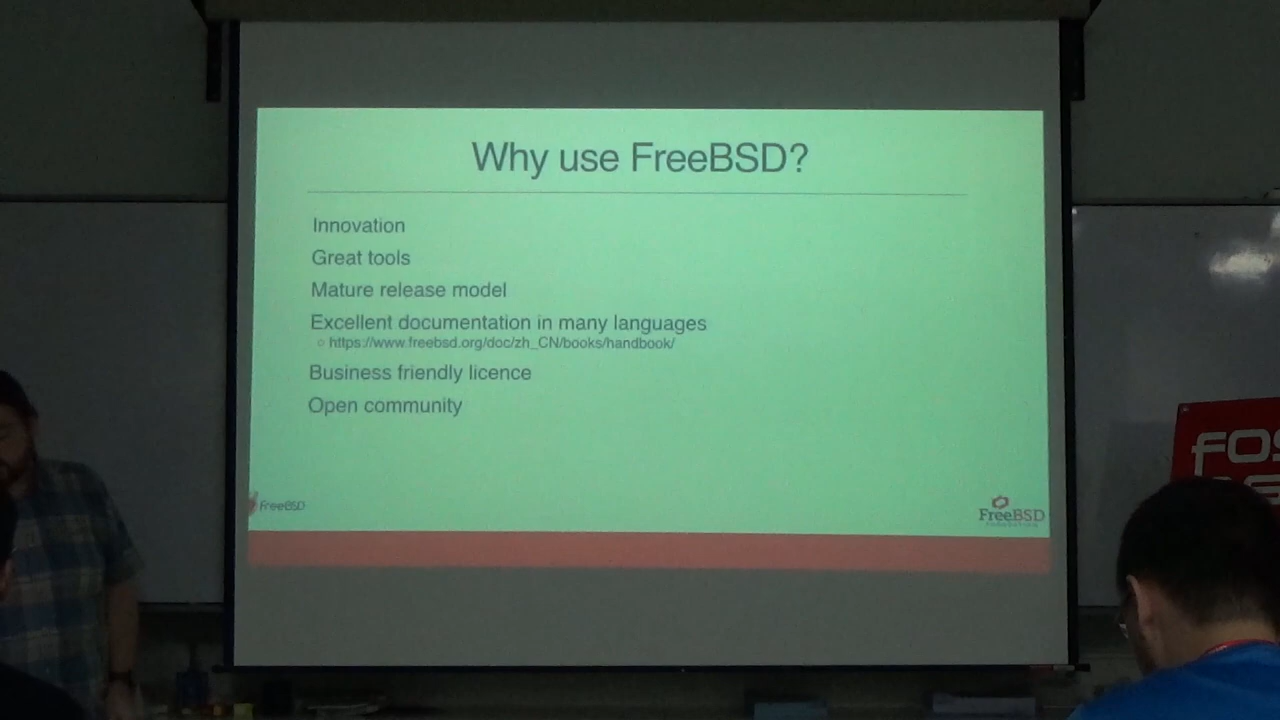 Why use FreeBSD?
Innovation
Great tools
Mature release model
Excellent documentation in many languages
○ https://www.freebsd.org/doc/zh_CN/books/handbook/
Business friendly licence
Open community
FreeBSD
FreeBSD
FOUNDATION
FOS